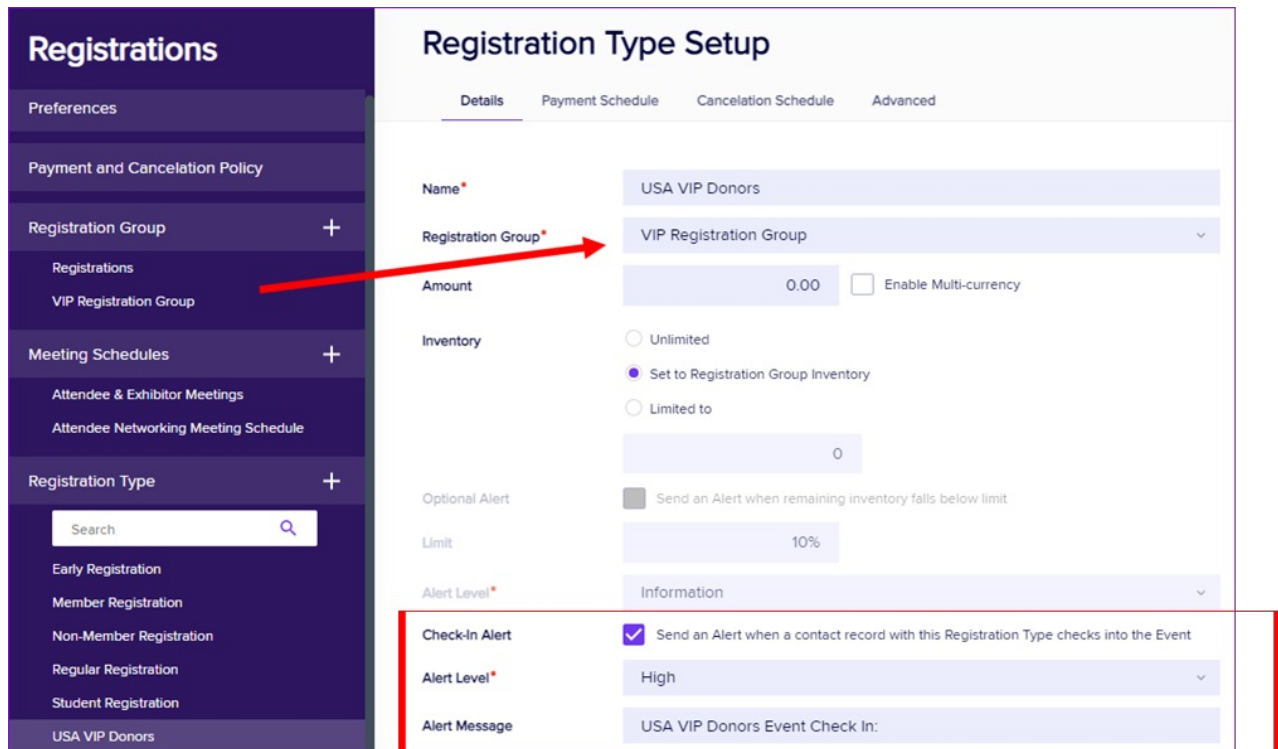 Registrations
Preferences
Payment and Cancelation Policy
Registration Group +
Registrations
VIP Registration Group
Meeting Schedules +
Attendee & Exhibitor Meetings
Attendee Networking Meeting Schedule
Registration Type +
Search
Early Registration
Member Registration
Non-Member Registration
Regular Registration
Student Registration
USA VIP Donors
Registration Type Setup
Details Payment Schedule Cancelation Schedule Advanced
Name* USA VIP Donors
Registration Group* VIP Registration Group
Amount 0.00 Enable Multi-currency
Inventory Unlimited
Set to Registration Group Inventory
Limited to
0
Optional Alert Send an Alert when remaining inventory falls below limit
Limit 10%
Alert Level* Information
Check-In Alert Send an Alert when a contact record with this Registration Type checks into the Event
Alert Level* High
Alert Message USA VIP Donors Event Check In: